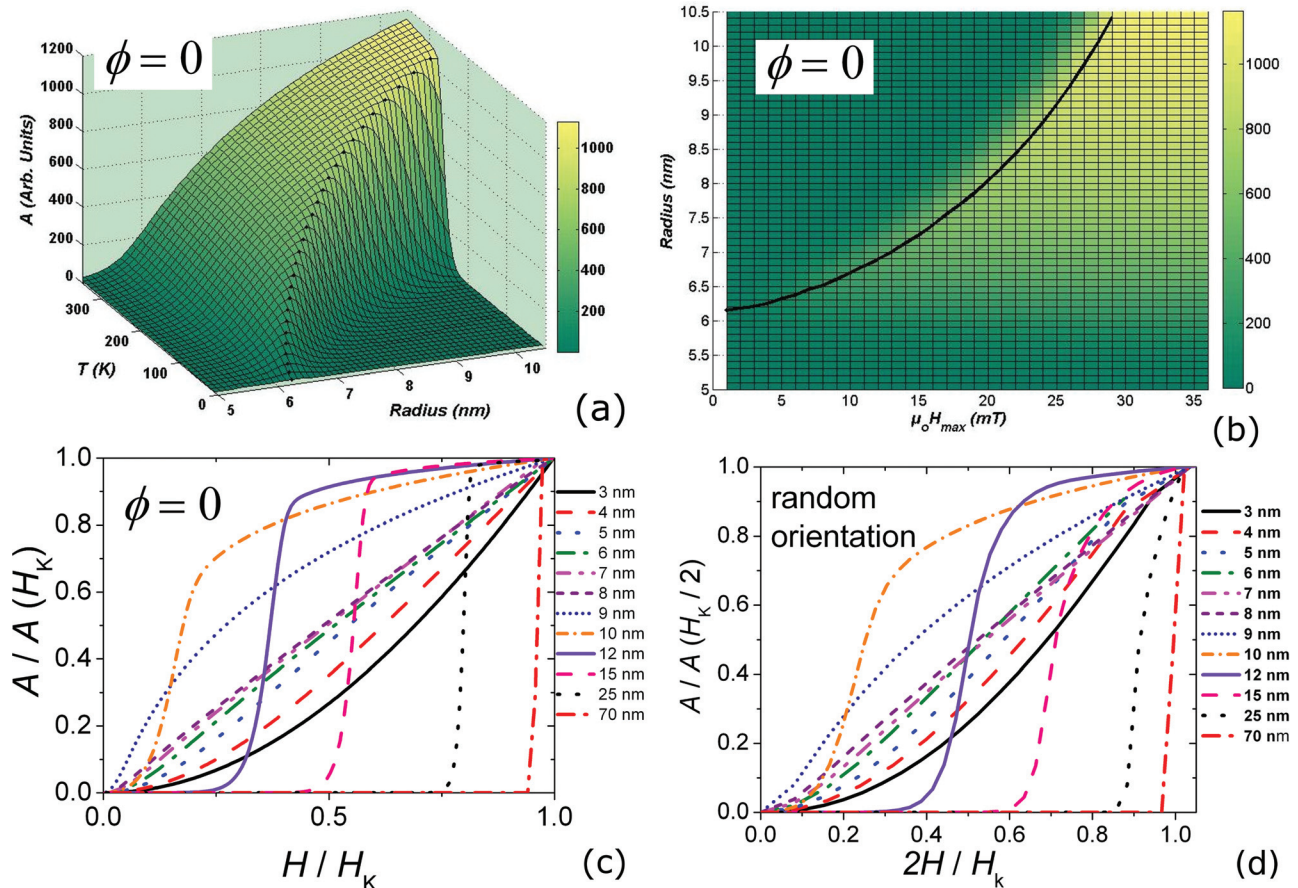 ϕ = 0
A (Arb. Units)
1200
1000
800
600
400
200
0
300
200
100
0
T (K)
5
6
7
8
9
10
Radius (nm)
1000
800
600
400
200
(a)
ϕ = 0
Radius (nm)
10.5
10
9.5
9
8.5
8
7.5
7
6.5
6
5.5
5
0
5
10
15
20
25
30
35
μₒHmax (mT)
1000
800
600
400
200
0
(b)
ϕ = 0
A / A (H_K)
1.0
0.8
0.6
0.4
0.2
0.0
0.0
0.5
1.0
H / H_K
3 nm
4 nm
5 nm
6 nm
7 nm
8 nm
9 nm
10 nm
12 nm
15 nm
25 nm
70 nm
(c)
random
orientation
A / A (H_K / 2)
1.0
0.8
0.6
0.4
0.2
0.0
0.0
0.2
0.4
0.6
0.8
1.0
2H / H_k
3 nm
4 nm
5 nm
6 nm
7 nm
8 nm
9 nm
10 nm
12 nm
15 nm
25 nm
70 nm
(d)